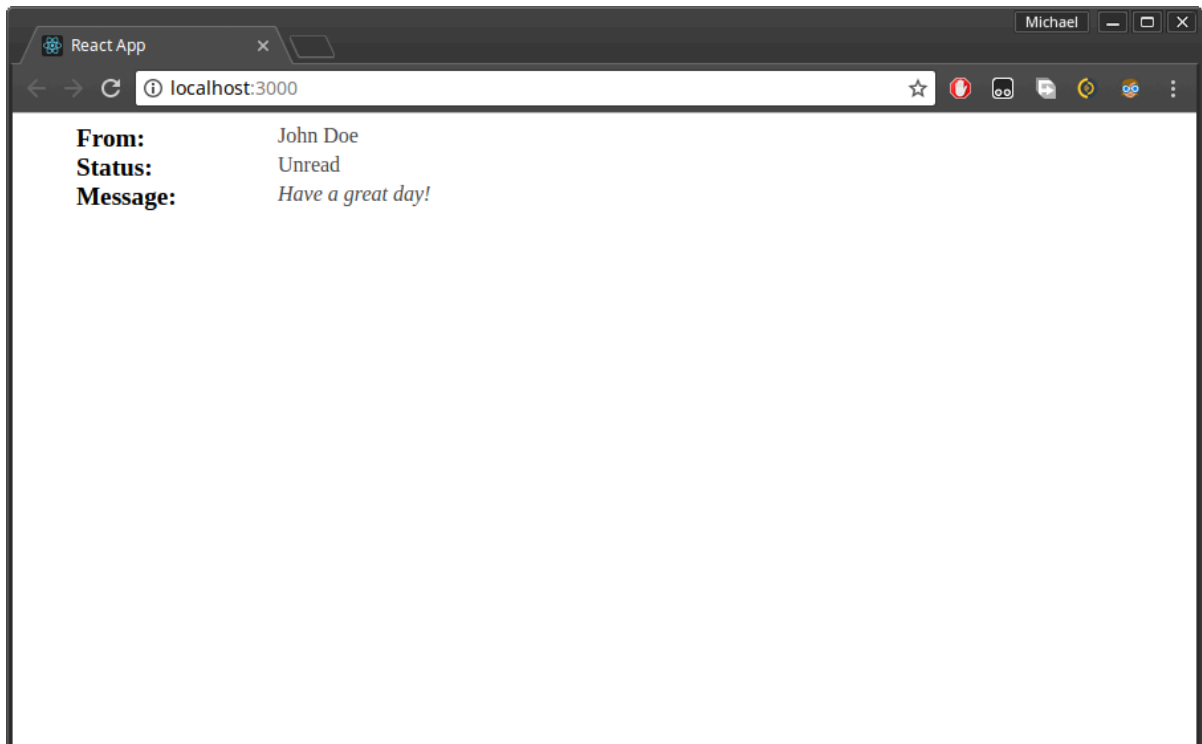 Michael
React App
localhost:3000
From: John Doe
Status: Unread
Message: Have a great day!